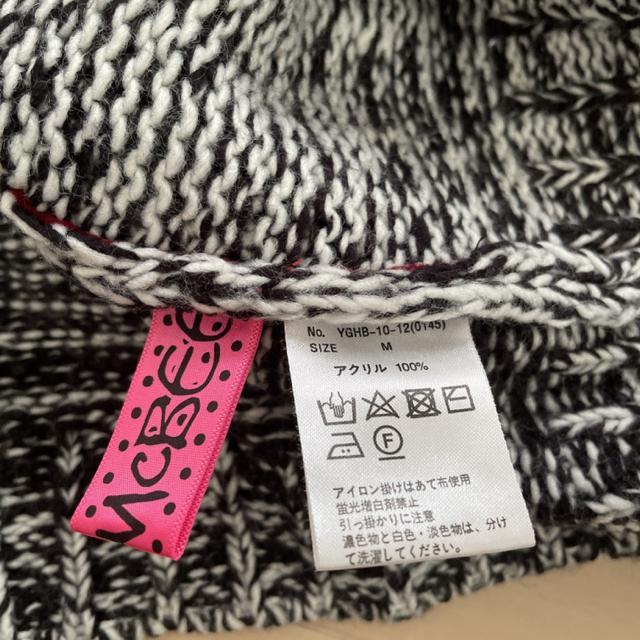 McBEE
No. YGHB-10-12(0145)
SIZE M
アクリル 100%
F
アイロン掛けはあて布使用
蛍光増白剤禁止
引っ掛かりに注意
濃色物と白色・淡色物は、分け
て洗濯してください。